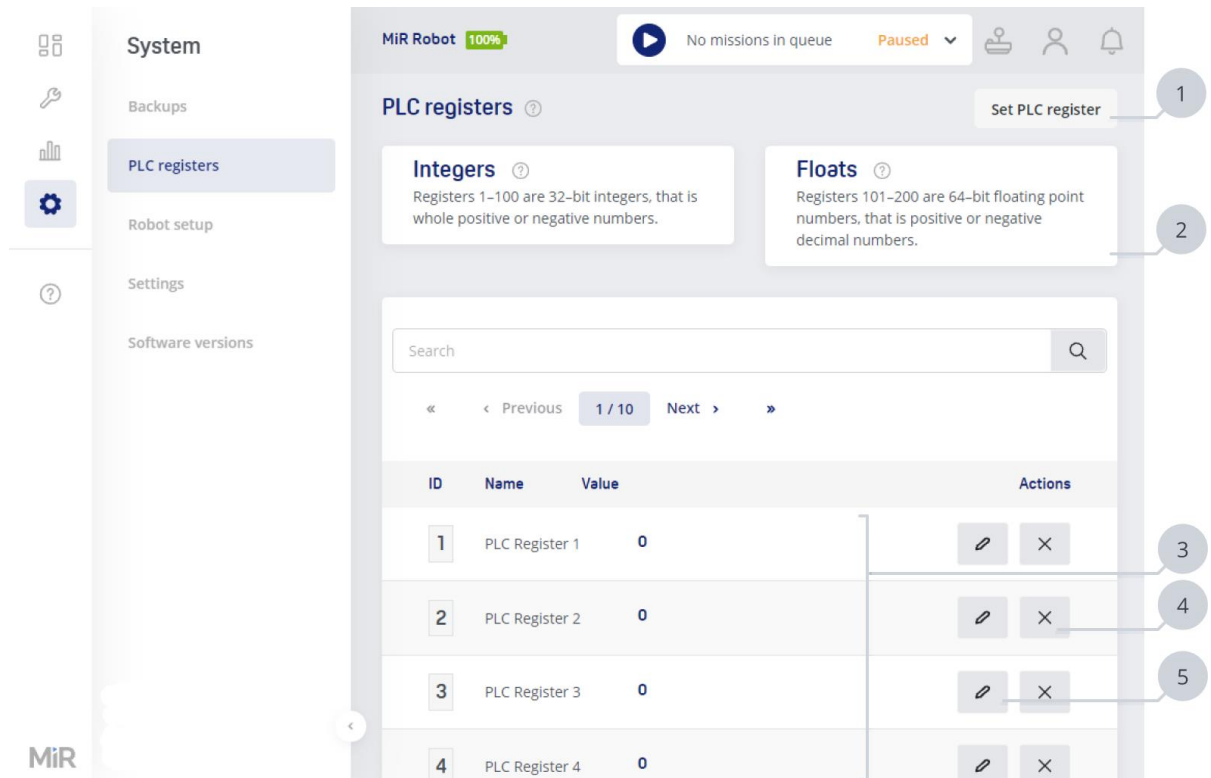 System
Backups
PLC registers
Robot setup
Settings
Software versions
MiR
MiR Robot 100%
No missions in queue Paused
PLC registers ?
Set PLC register
Integers ?
Registers 1–100 are 32–bit integers, that is
whole positive or negative numbers.
Floats ?
Registers 101–200 are 64–bit floating point
numbers, that is positive or negative
decimal numbers.
Search
« ‹ Previous 1 / 10 Next › »
ID Name Value Actions
1 PLC Register 1 0
2 PLC Register 2 0
3 PLC Register 3 0
4 PLC Register 4 0
1
2
3
4
5